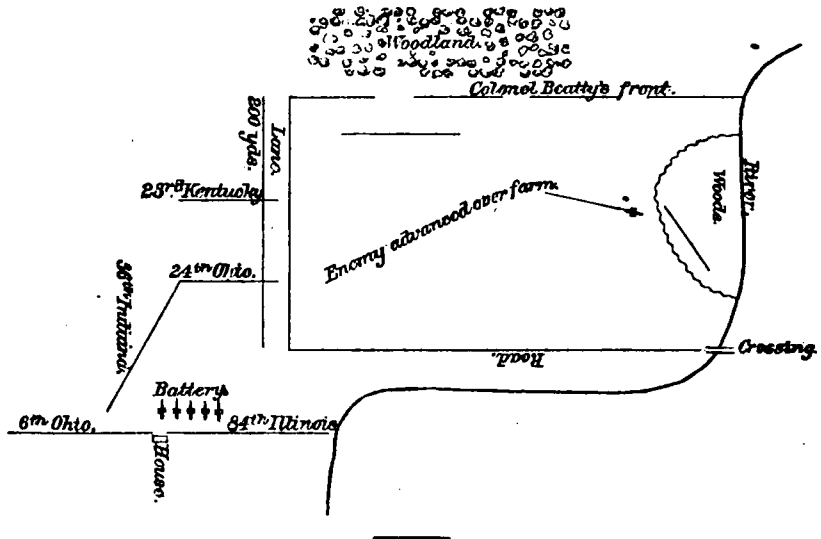 Woodland.
Colonel Beatty's front.
Lane.
200 yds.
23rd Kentucky
River.
Woods.
Enemy advanced over farm.
24th Ohio.
36th Indiana.
Road.
Crossing.
Battery
6th Ohio.
84th Illinois
House.